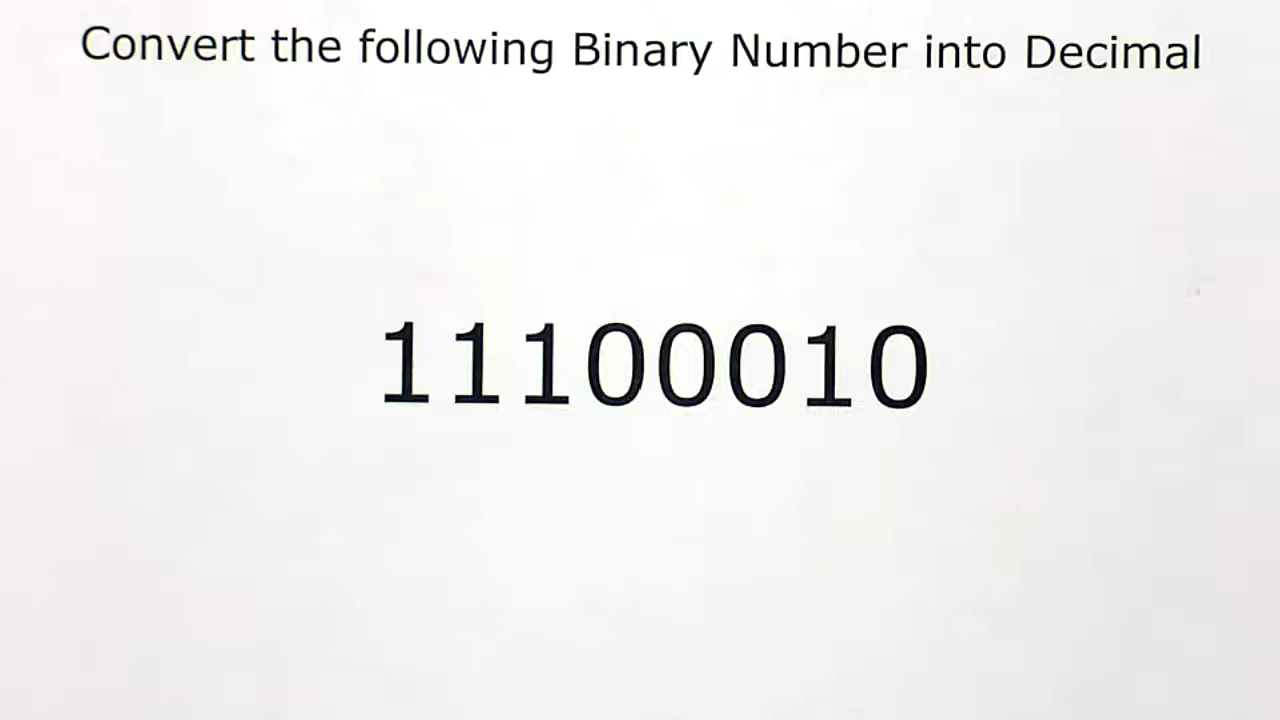 Convert the following Binary Number into Decimal
11100010